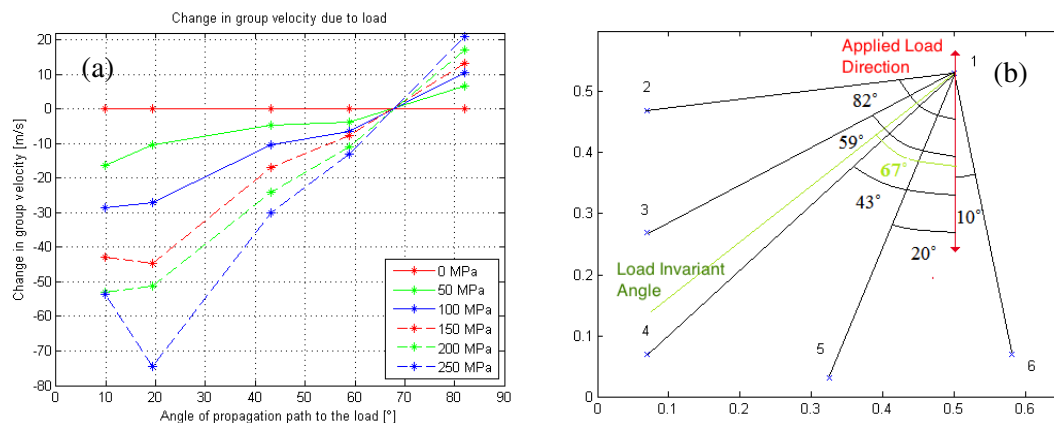 Change in group velocity due to load
(a)
Change in group velocity [m/s]
20
10
0
-10
-20
-30
-40
-50
-60
-70
-80
0 10 20 30 40 50 60 70 80 90
Angle of propagation path to the load [°]
0 MPa
50 MPa
100 MPa
150 MPa
200 MPa
250 MPa
(b)
Applied Load
Direction
1
2
82°
59°
67°
3
43°
10°
20°
Load Invariant
Angle
4
5
6
0.5
0.4
0.3
0.2
0.1
0
0 0.1 0.2 0.3 0.4 0.5 0.6